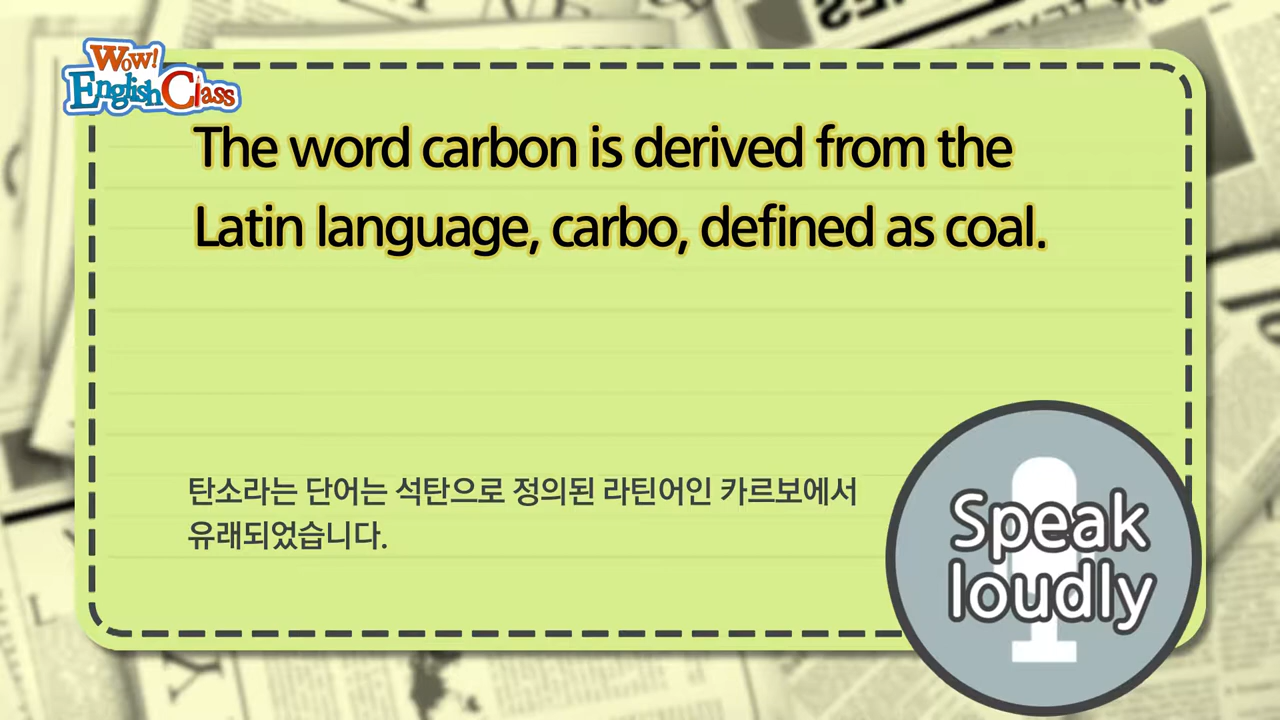 Wow!
English Class
The word carbon is derived from the
Latin language, carbo, defined as coal.
탄소라는 단어는 석탄으로 정의된 라틴어인 카르보에서
유래되었습니다.
Speak
loudly